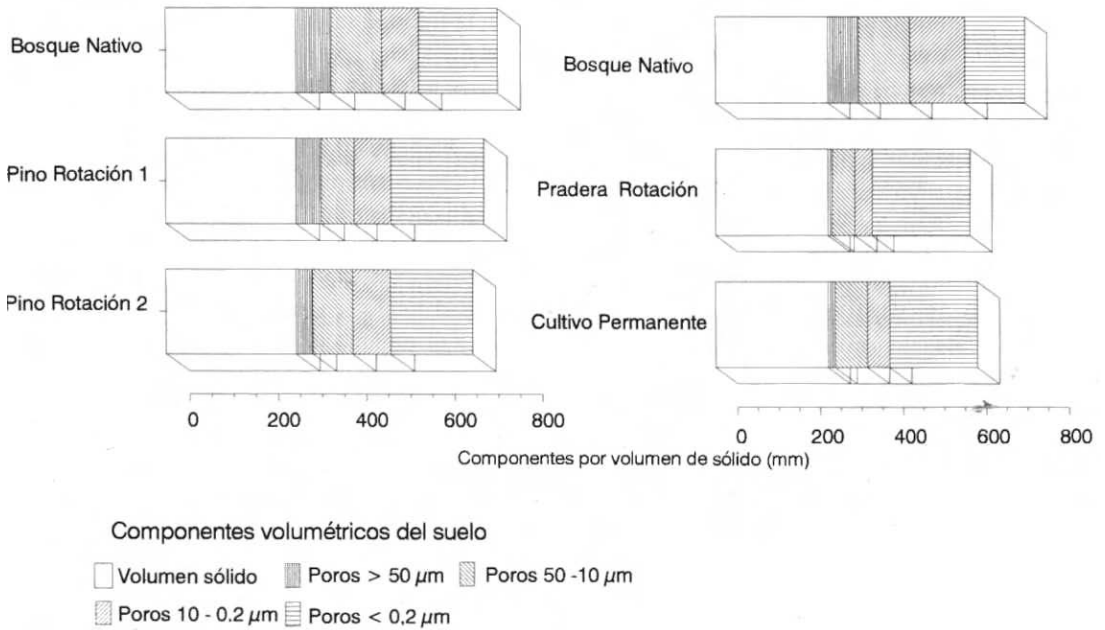 Bosque Nativo
Pino Rotación 1
Pino Rotación 2
0 200 400 600 800
Bosque Nativo
Pradera Rotación
Cultivo Permanente
0 200 400 600 800
Componentes por volumen de sólido (mm)
Componentes volumétricos del suelo
Volumen sólido Poros > 50 µm Poros 50 -10 µm
Poros 10 - 0.2 µm Poros < 0,2 µm